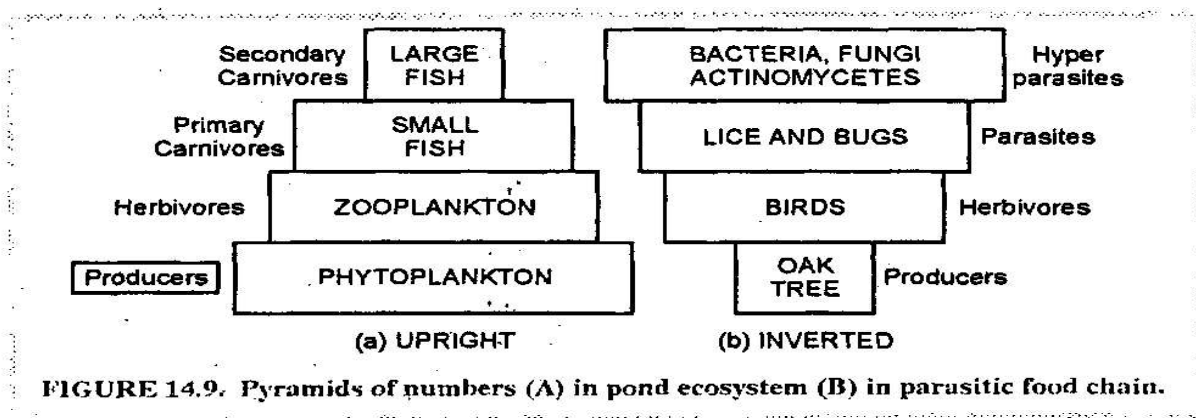 Secondary
Carnivores
LARGE
FISH
Primary
Carnivores
SMALL
FISH
Herbivores
ZOOPLANKTON
Producers
PHYTOPLANKTON
(a) UPRIGHT
BACTERIA, FUNGI
ACTINOMYCETES
Hyper
parasites
LICE AND BUGS
Parasites
BIRDS
Herbivores
OAK
TREE
Producers
(b) INVERTED
FIGURE 14.9. Pyramids of numbers (A) in pond ecosystem (B) in parasitic food chain.